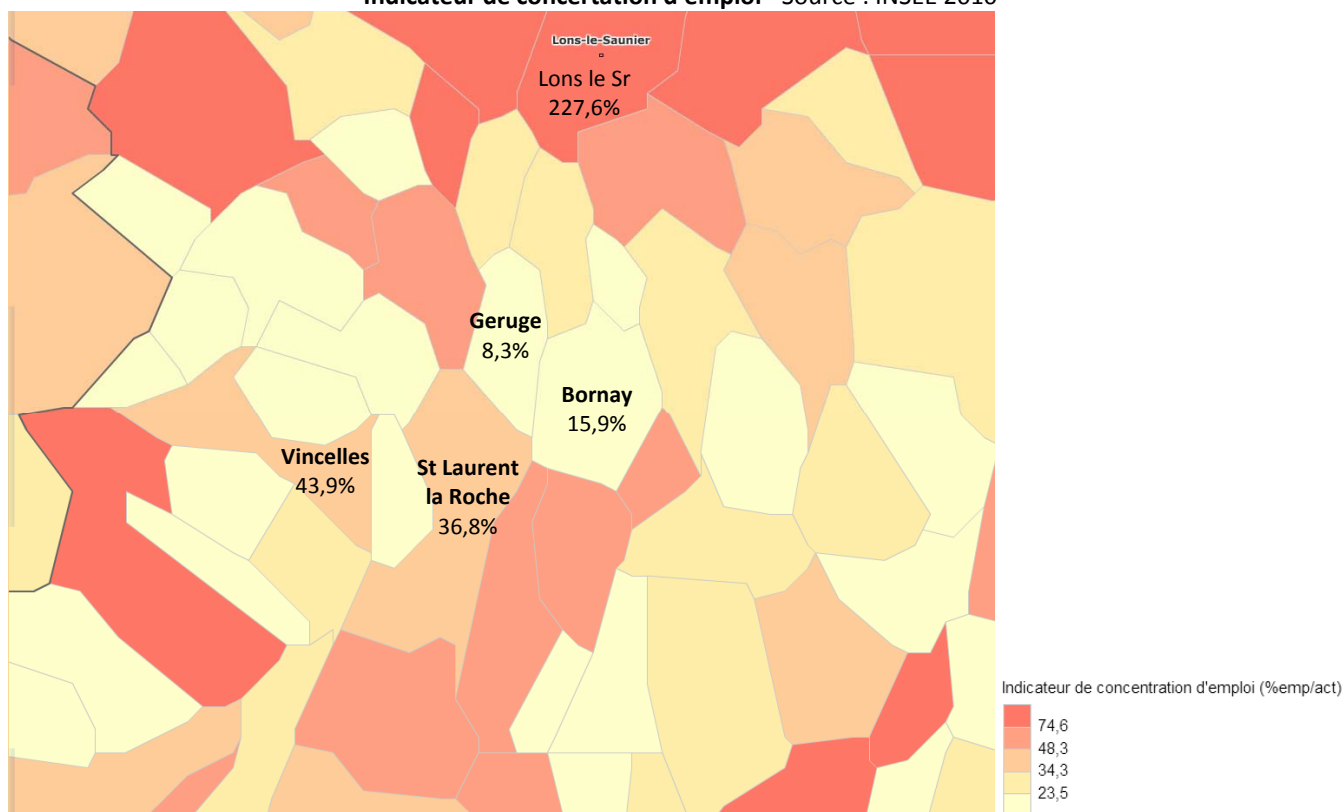 Indicateur de concertation d'emploi - Source : INSEE 2016
Lons-le-Saunier
Lons le Sr
227,6%
Geruge
8,3%
Bornay
15,9%
Vincelles
43,9%
St Laurent
la Roche
36,8%
Indicateur de concentration d'emploi (%emp/act)
74,6
48,3
34,3
23,5